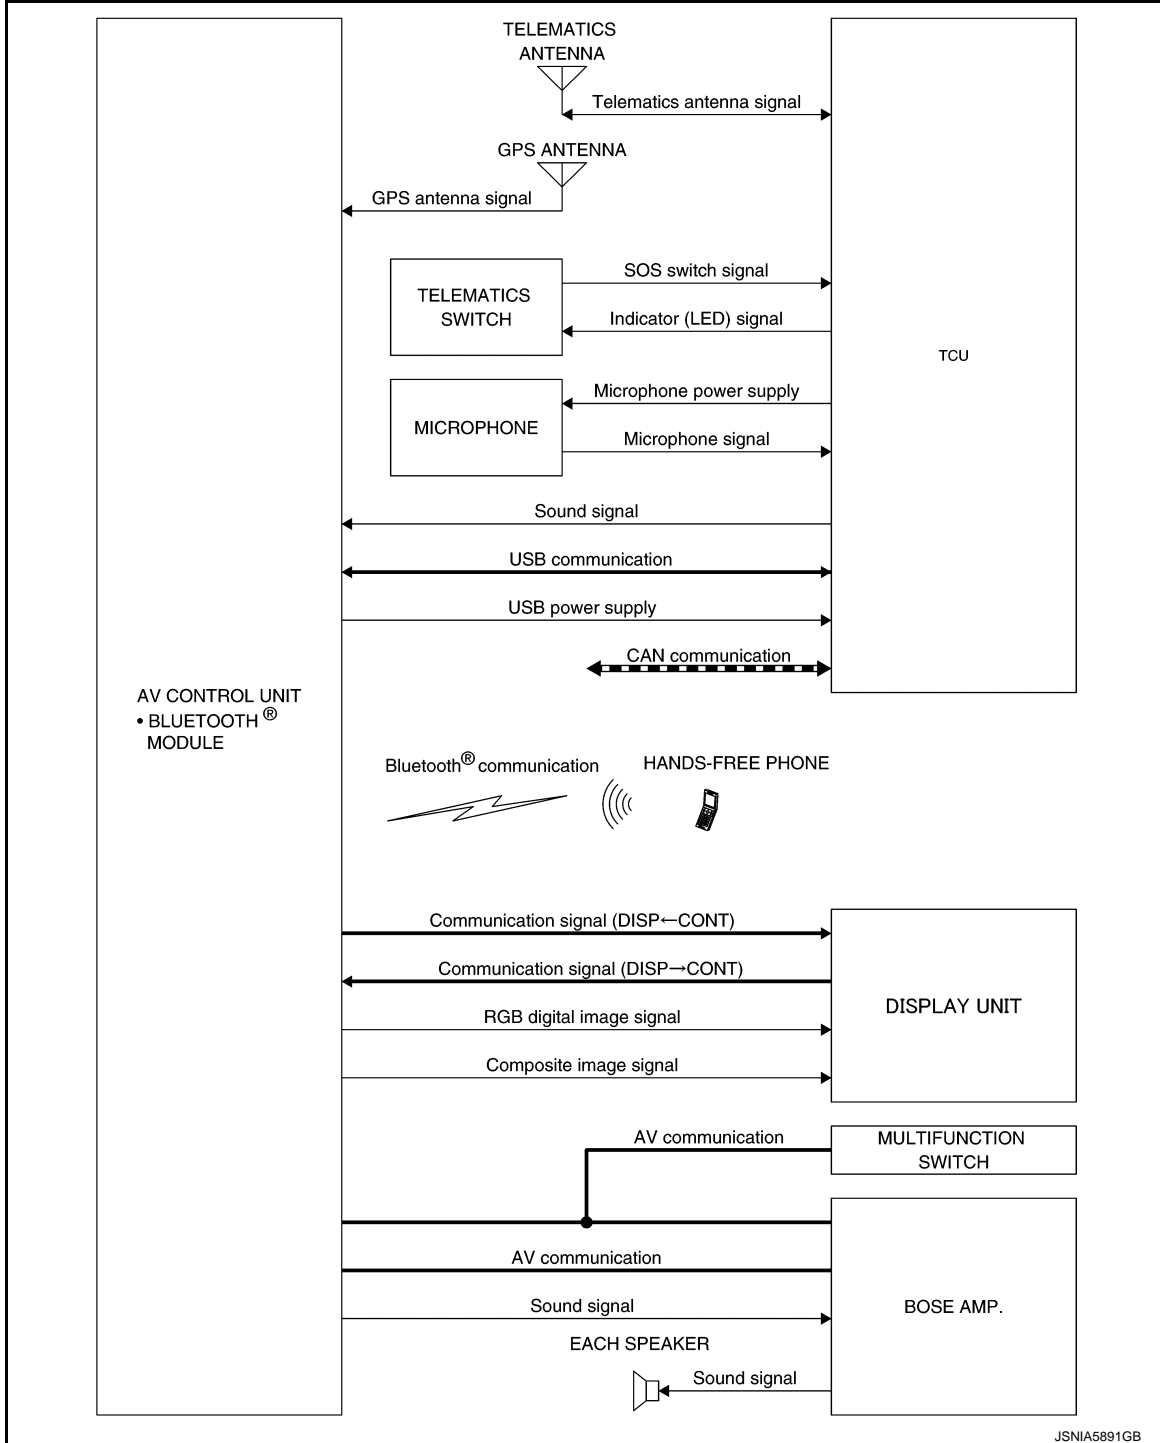 TELEMATICS
ANTENNA
Telematics antenna signal
GPS ANTENNA
GPS antenna signal
TELEMATICS
SWITCH
SOS switch signal
Indicator (LED) signal
TCU
MICROPHONE
Microphone power supply
Microphone signal
Sound signal
USB communication
USB power supply
CAN communication
AV CONTROL UNIT
• BLUETOOTH ®
MODULE
Bluetooth® communication
HANDS-FREE PHONE
Communication signal (DISP←CONT)
Communication signal (DISP→CONT)
RGB digital image signal
Composite image signal
DISPLAY UNIT
AV communication
MULTIFUNCTION
SWITCH
AV communication
Sound signal
BOSE AMP.
EACH SPEAKER
Sound signal
JSNIA5891GB